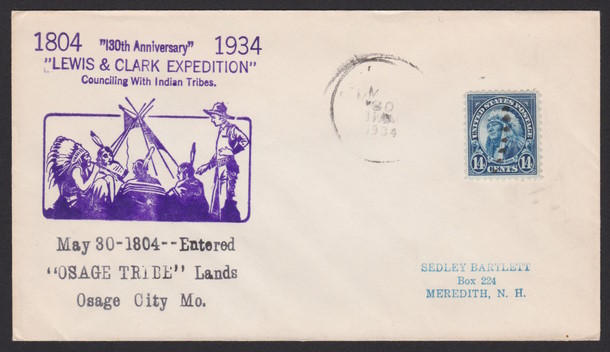 1804 "130th Anniversary" 1934
"LEWIS & CLARK EXPEDITION"
Counciling With Indian Tribes.
May 30-1804--Entered
"OSAGE TRIBE" Lands
Osage City Mo.
30
1934
UNITED STATES POSTAGE
14 CENTS 14
SEDLEY BARTLETT
Box 224
MEREDITH, N. H.